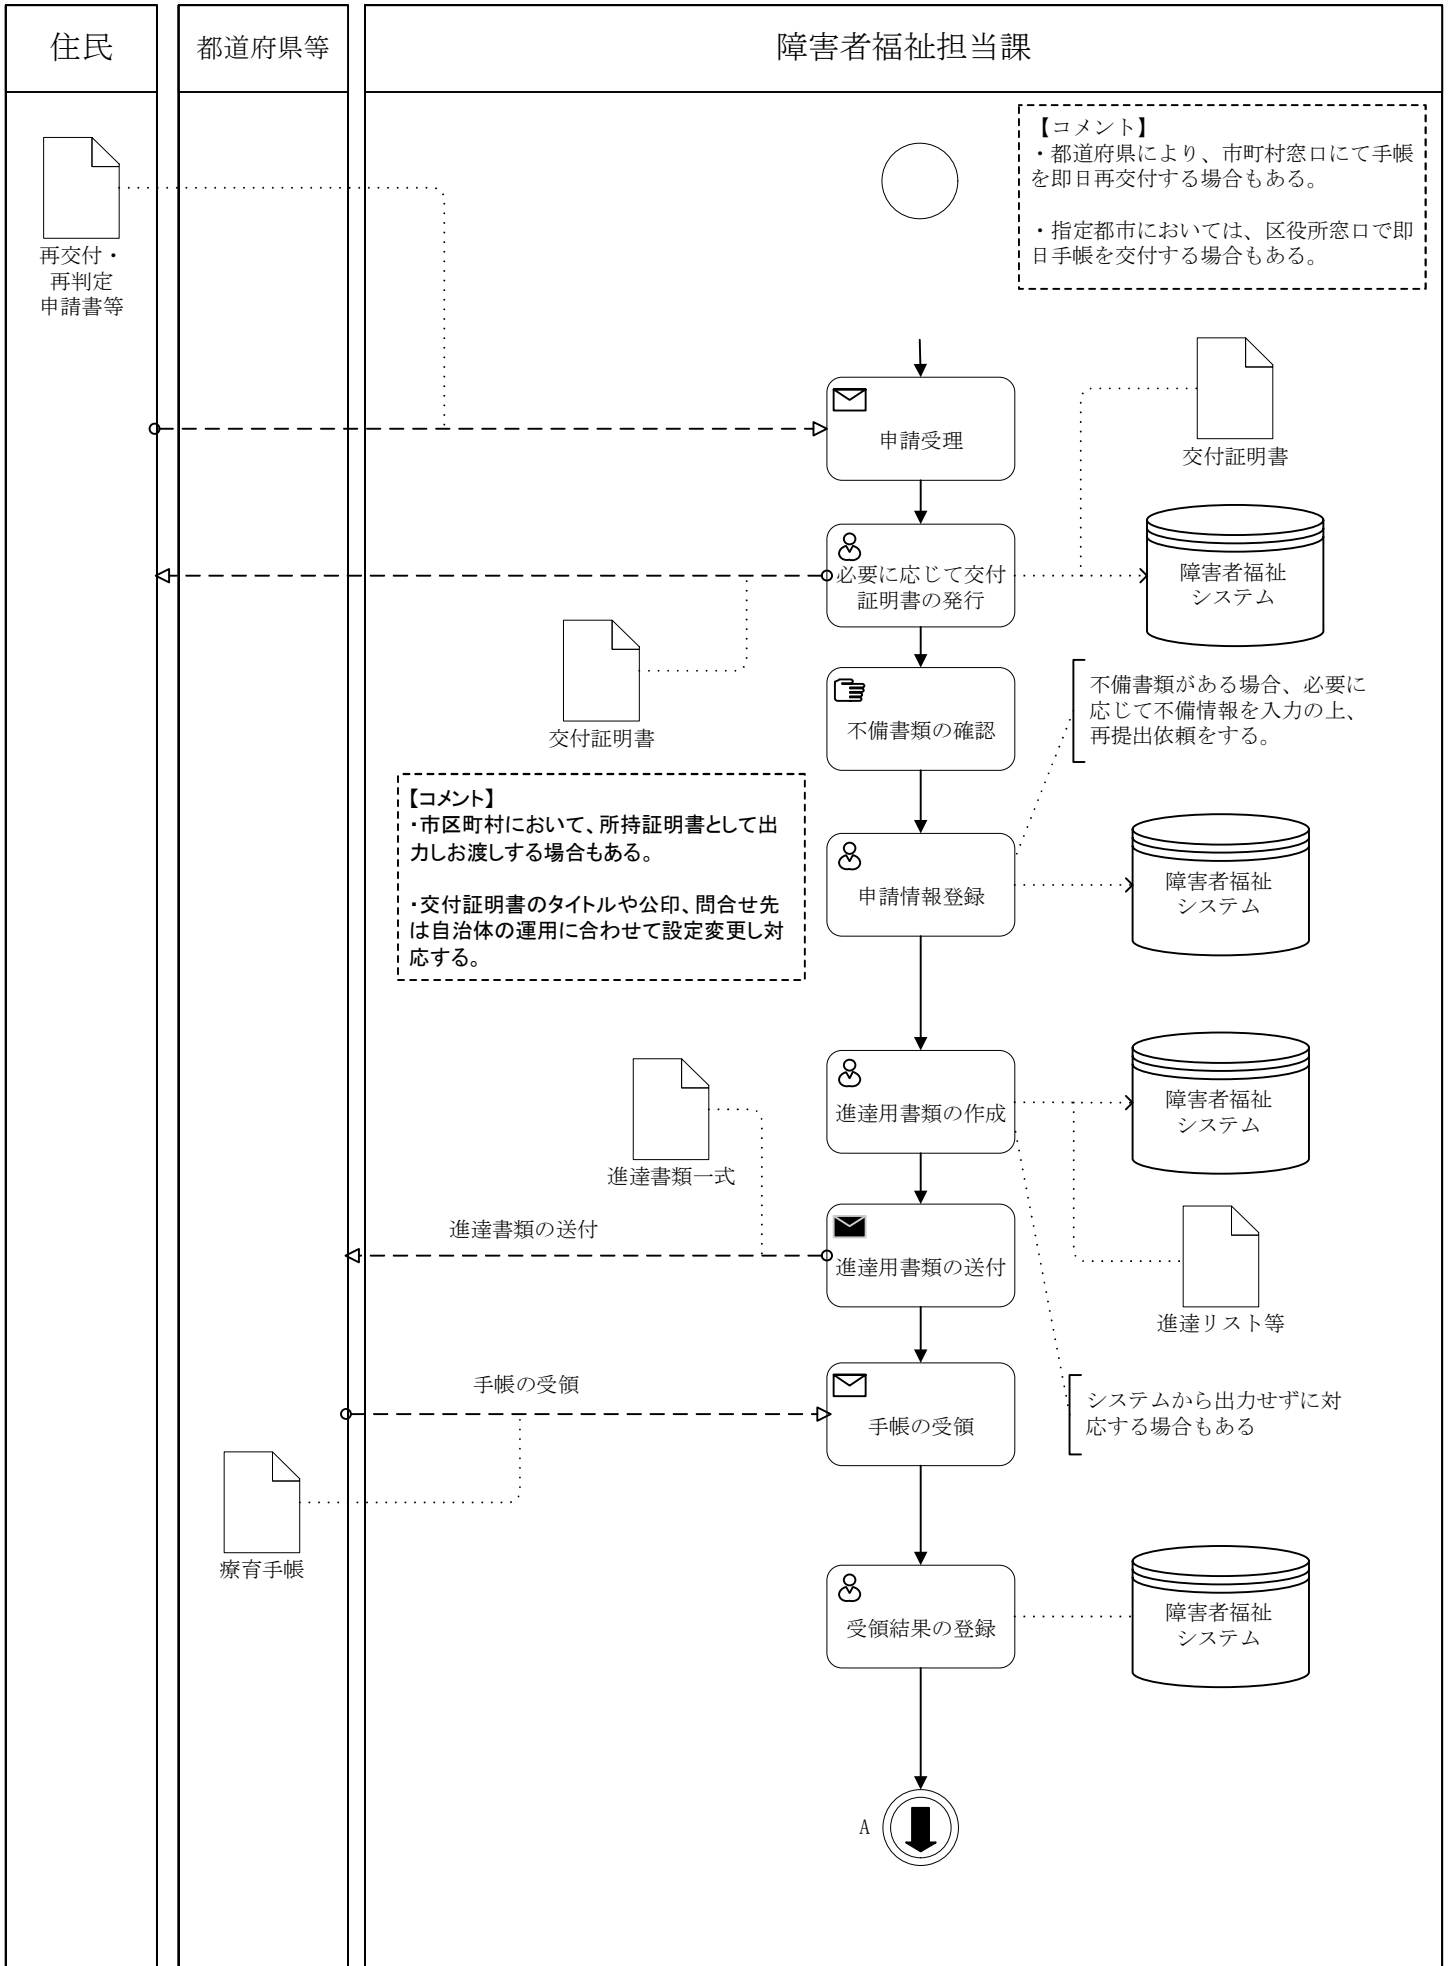 住民
都道府県等
障害者福祉担当課
【コメント】
・都道府県により、市町村窓口にて手帳
を即日再交付する場合もある。
・指定都市においては、区役所窓口で即
日手帳を交付する場合もある。
再交付・
再判定
申請書等
申請受理
交付証明書
必要に応じて交付
証明書の発行
障害者福祉
システム
交付証明書
不備書類の確認
不備書類がある場合、必要に
応じて不備情報を入力の上、
再提出依頼をする。
【コメント】
・市区町村において、所持証明書として出
力しお渡しする場合もある。
・交付証明書のタイトルや公印、問合せ先
は自治体の運用に合わせて設定変更し対
応する。
申請情報登録
障害者福祉
システム
進達用書類の作成
障害者福祉
システム
進達書類一式
進達書類の送付
進達用書類の送付
進達リスト等
手帳の受領
手帳の受領
システムから出力せずに対
応する場合もある
療育手帳
受領結果の登録
障害者福祉
システム
A